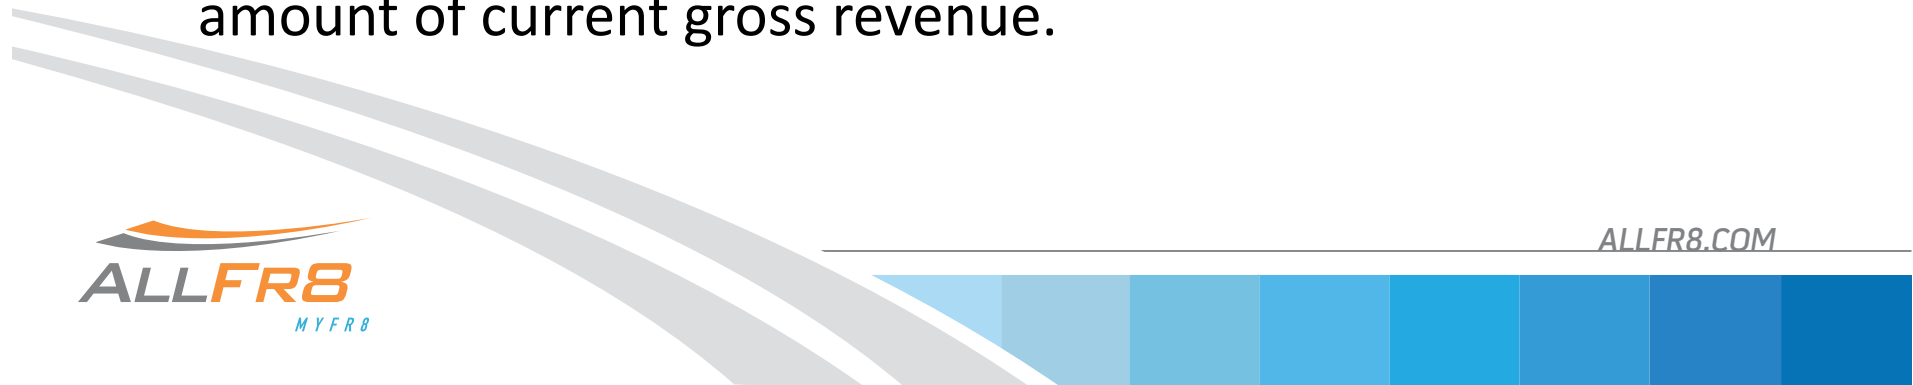 amount of current gross revenue.
ALLFR8.COM
ALLFR8
MYFR8